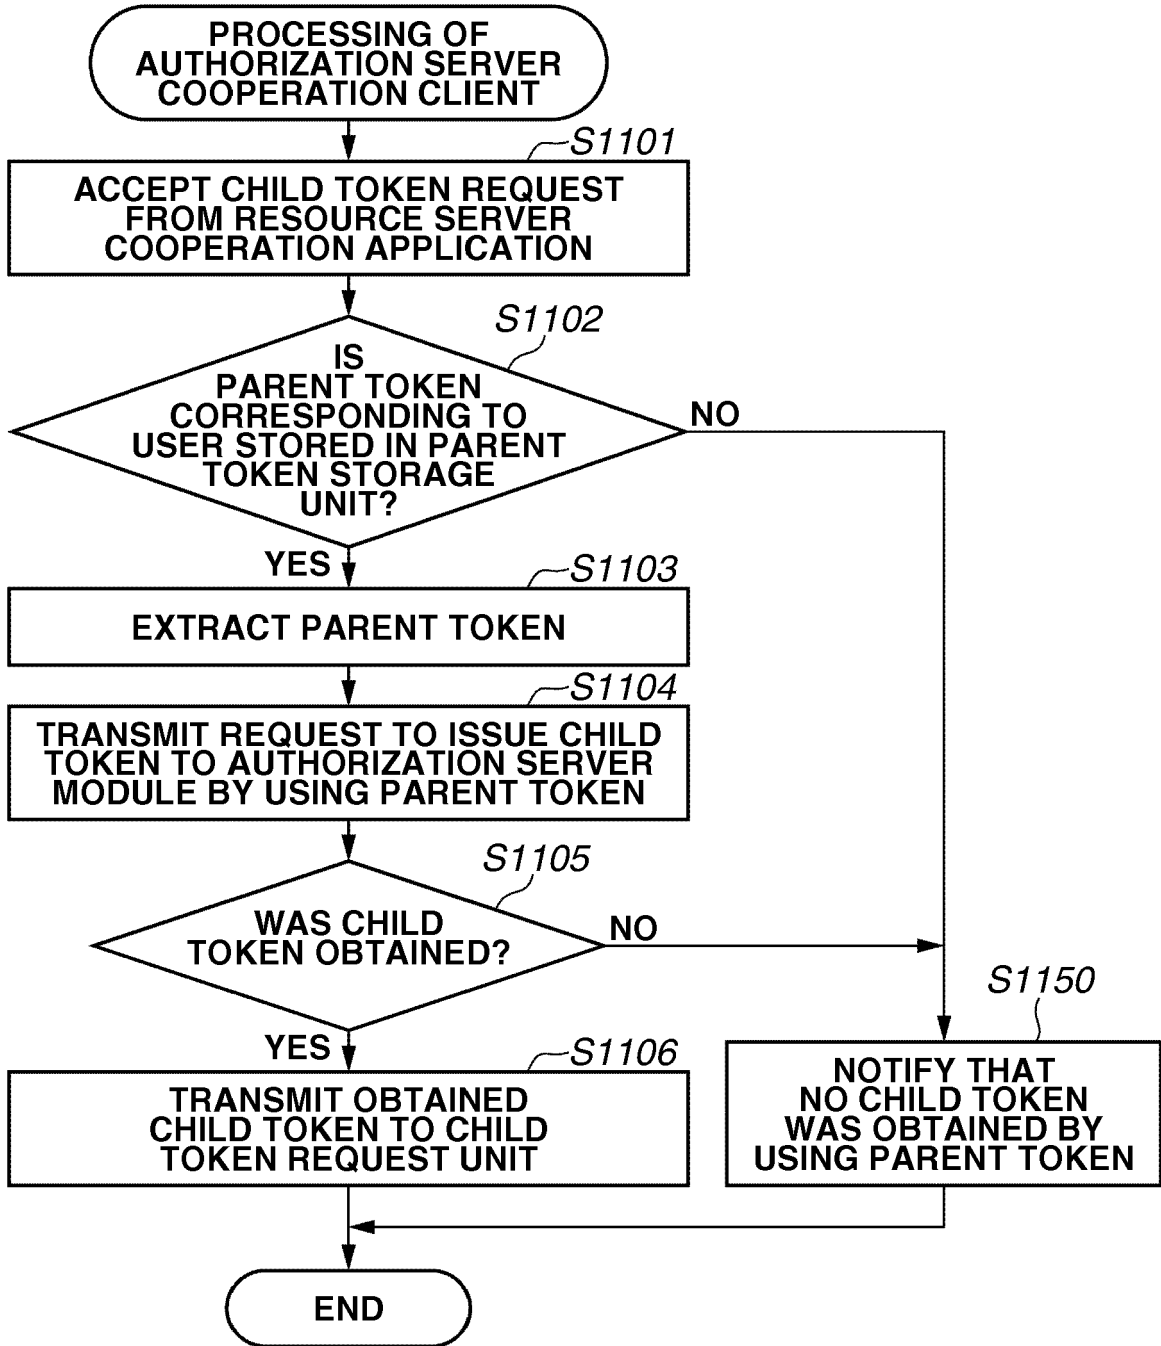 PROCESSING OF
AUTHORIZATION SERVER
COOPERATION CLIENT
S1101
ACCEPT CHILD TOKEN REQUEST
FROM RESOURCE SERVER
COOPERATION APPLICATION
S1102
IS
PARENT TOKEN
CORRESPONDING TO
USER STORED IN PARENT
TOKEN STORAGE
UNIT?
NO
YES
S1103
EXTRACT PARENT TOKEN
S1104
TRANSMIT REQUEST TO ISSUE CHILD
TOKEN TO AUTHORIZATION SERVER
MODULE BY USING PARENT TOKEN
S1105
WAS CHILD
TOKEN OBTAINED?
NO
YES
S1106
TRANSMIT OBTAINED
CHILD TOKEN TO CHILD
TOKEN REQUEST UNIT
S1150
NOTIFY THAT
NO CHILD TOKEN
WAS OBTAINED BY
USING PARENT TOKEN
END